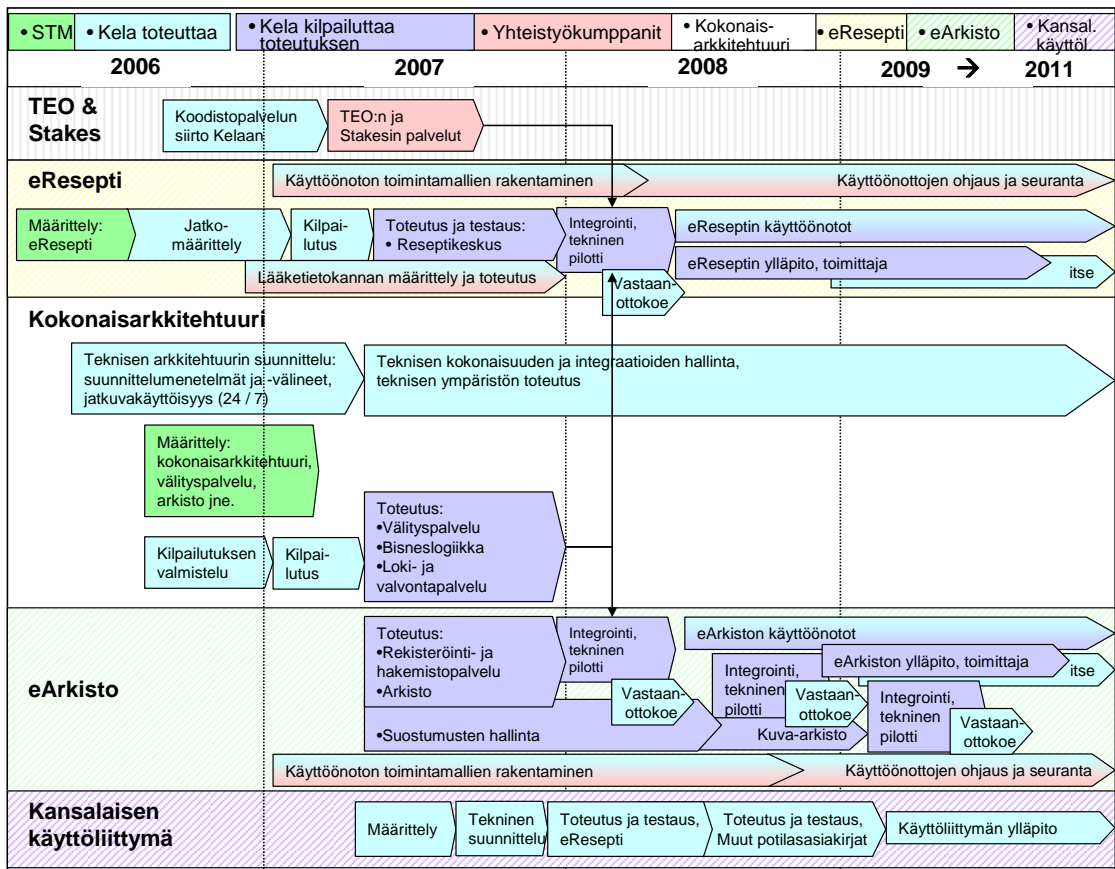 • STM
• Kela toteuttaa
• Kela kilpailuttaa
toteutuksen
• Yhteistyökumppanit
• Kokonais-
arkkitehtuuri
• eResepti
• eArkisto
• Kansal.
käyttöl.
2006
2007
2008
2009 → 2011
TEO &
Stakes
Koodistopalvelun
siirto Kelaan
TEO:n ja
Stakesin palvelut
eResepti
Käyttöönoton toimintamallien rakentaminen
Käyttöönottojen ohjaus ja seuranta
Määrittely:
eResepti
Jatko-
määrittely
Kilpai-
lutus
Toteutus ja testaus:
• Reseptikeskus
Integrointi,
tekninen
pilotti
eReseptin käyttöönotot
eReseptin ylläpito, toimittaja
itse
Lääketietokannan määrittely ja toteutus
Vastaan-
ottokoe
Kokonaisarkkitehtuuri
Teknisen arkkitehtuurin suunnittelu:
suunnittelumenetelmät ja -välineet,
jatkuvakäyttöisyys (24 / 7)
Teknisen kokonaisuuden ja integraatioiden hallinta,
teknisen ympäristön toteutus
Määrittely:
kokonaisarkkitehtuuri,
välityspalvelu,
arkisto jne.
Kilpailutuksen
valmistelu
Kilpai-
lutus
Toteutus:
•Välityspalvelu
•Bisneslogiikka
•Loki- ja
valvontapalvelu
eArkisto
Toteutus:
•Rekisteröinti- ja
hakemistopalvelu
•Arkisto
Integrointi,
tekninen
pilotti
Vastaan-
ottokoe
eArkiston käyttöönotot
eArkiston ylläpito, toimittaja
itse
Integrointi,
tekninen
pilotti
Vastaan-
ottokoe
Integrointi,
tekninen
pilotti
Vastaan-
ottokoe
•Suostumusten hallinta
Kuva-arkisto
Käyttöönoton toimintamallien rakentaminen
Käyttöönottojen ohjaus ja seuranta
Kansalaisen
käyttöliittymä
Määrittely
Tekninen
suunnittelu
Toteutus ja testaus,
eResepti
Toteutus ja testaus,
Muut potilasasiakirjat
Käyttöliittymän ylläpito